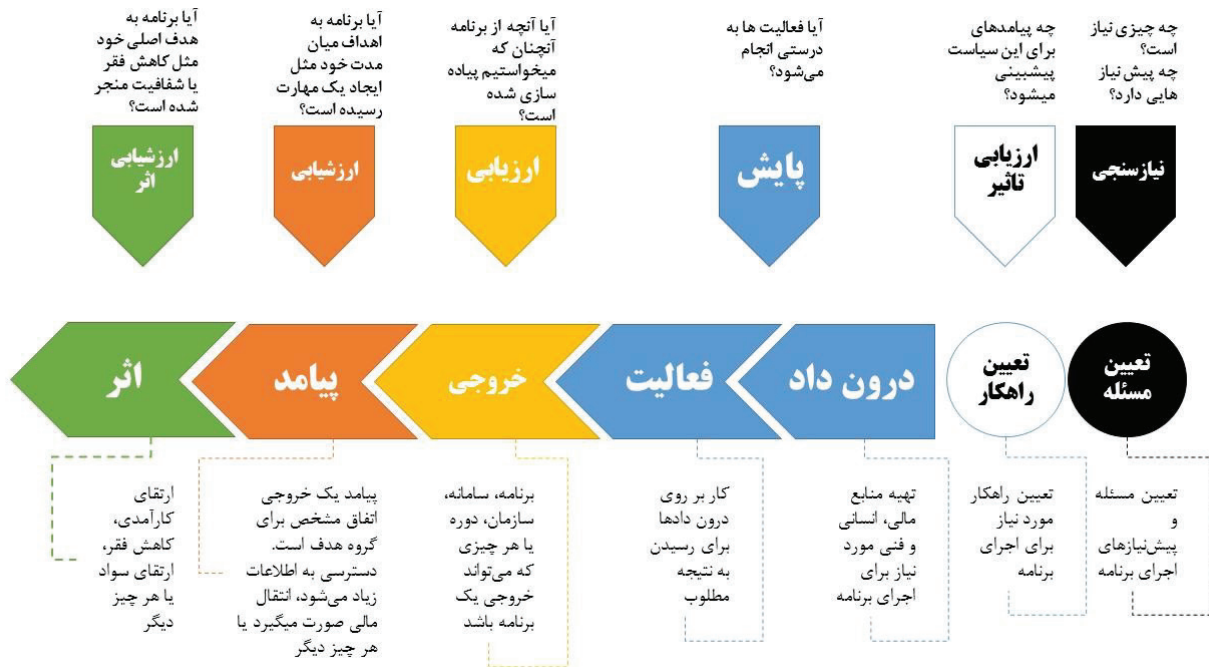 چه چیزی نیاز
است؟
چه پیش نیاز
هایی دارد؟
چه پیامدهای
برای این سیاست
پیشبینی
میشود؟
آیا فعالیت ها به
درستی انجام
می‌شود؟
آیا آنچه از برنامه
آنچنان که
میخواستیم پیاده
سازی شده
است؟
آیا برنامه به
اهداف میان
مدت خود مثل
ایجاد یک مهارت
رسیده است؟
آیا برنامه به
هدف اصلی خود
مثل کاهش فقر
یا شفافیت منجر
شده است؟
نیازسنجی
ارزیابی
تاثیر
پایش
ارزیابی
ارزشیابی
ارزشیابی
اثر
تعیین
مسئله
تعیین
راهکار
درون داد
فعالیت
خروجی
پیامد
اثر
تعیین مسئله
و
پیش‌نیازهای
اجرای برنامه
تعیین راهکار
مورد نیاز
برای اجرای
برنامه
تهیه منابع
مالی، انسانی
و فنی مورد
نیاز برای
اجرای برنامه
کار بر روی
درون دادها
برای رسیدن
به نتیجه
مطلوب
برنامه، سامانه،
سازمان، دوره
یا هر چیزی
که می‌تواند
خروجی یک
برنامه باشد
پیامد یک خروجی
اتفاق مشخص برای
گروه هدف است.
دسترسی به اطلاعات
زیاد می‌شود، انتقال
مالی صورت میگیرد یا
هر چیز دیگر
ارتقای
کارآمدی،
کاهش فقر،
ارتقای سواد
یا هر چیز
دیگر